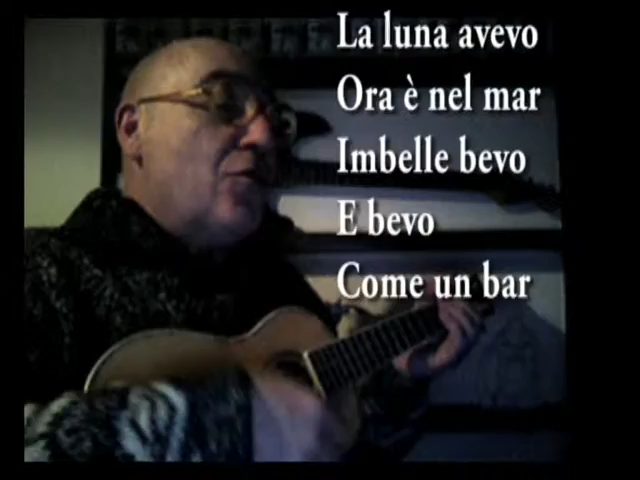 La luna avevo
Ora è nel mar
Imbelle bevo
E bevo
Come un bar